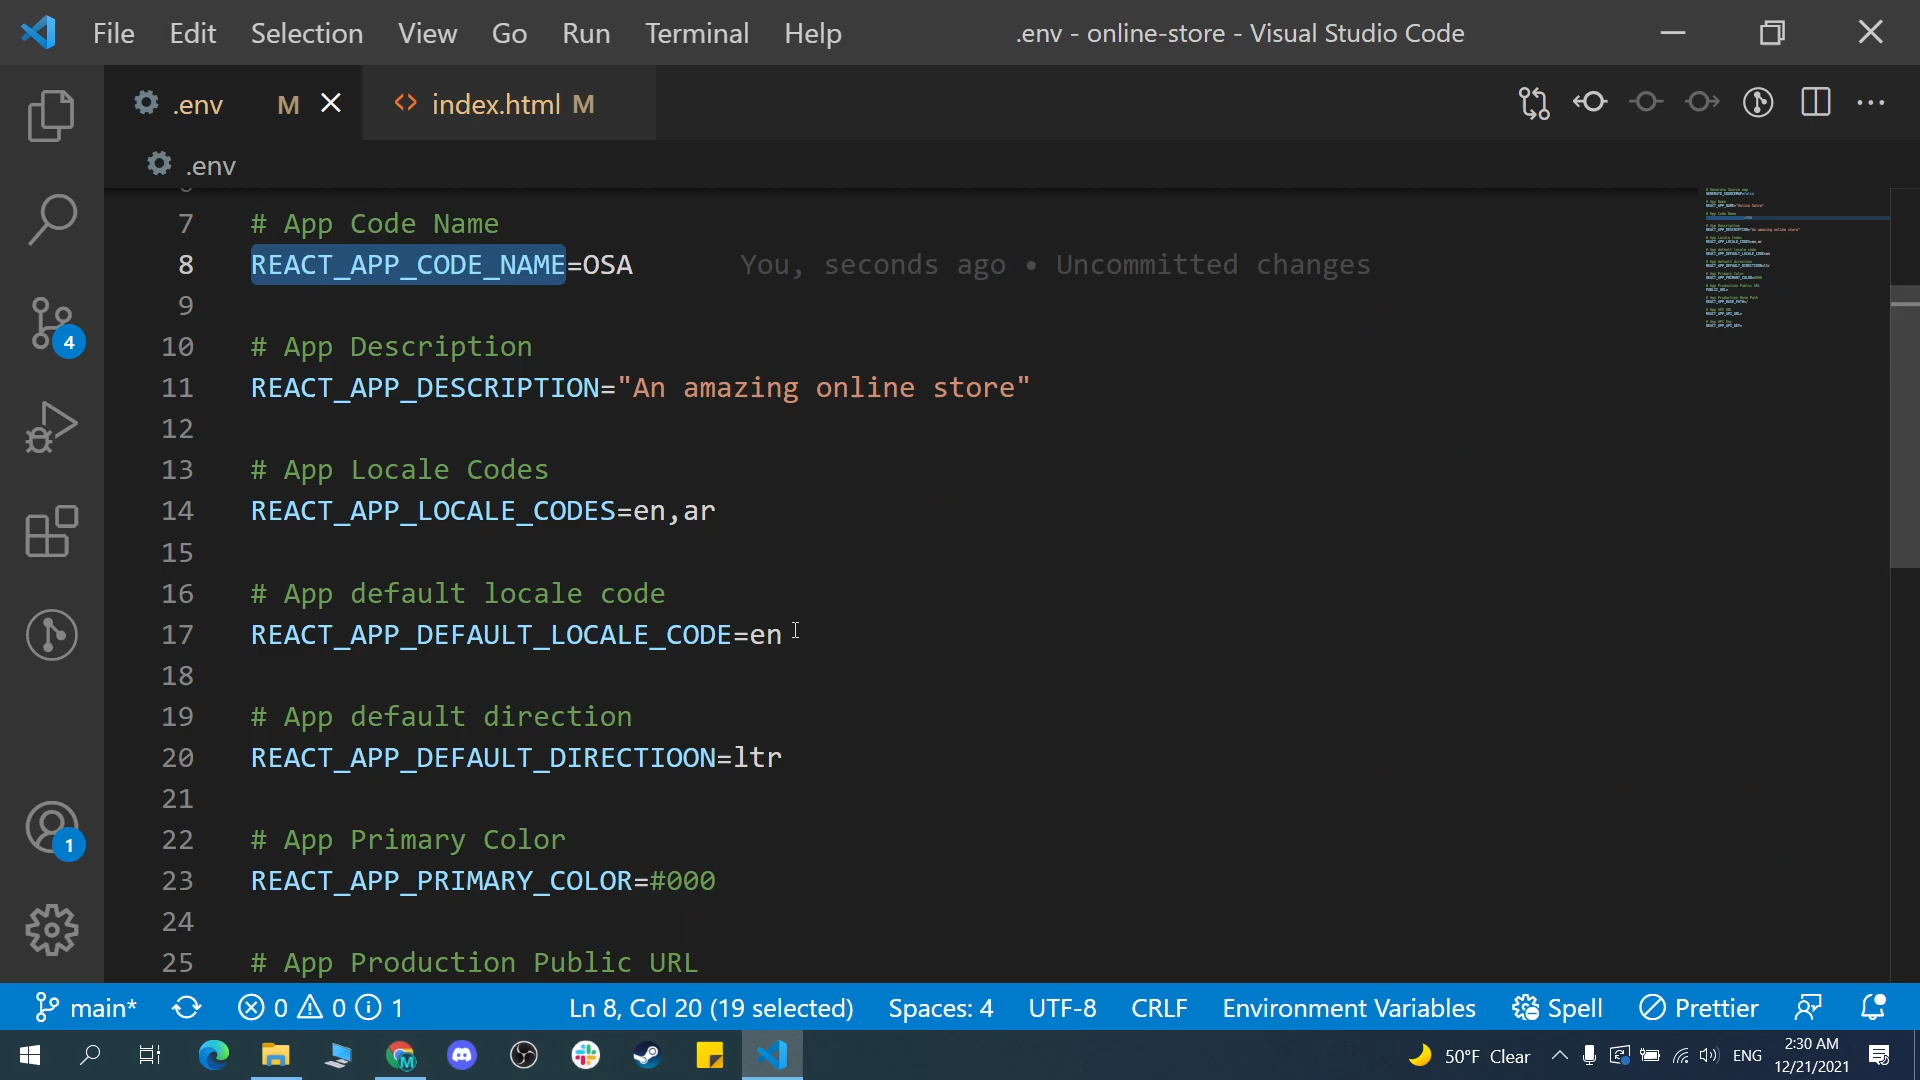 File Edit Selection View Go Run Terminal Help .env - online-store - Visual Studio Code
.env M index.html M
.env
7 # App Code Name
8 REACT_APP_CODE_NAME=OSA You, seconds ago • Uncommitted changes
9
10 # App Description
11 REACT_APP_DESCRIPTION="An amazing online store"
12
13 # App Locale Codes
14 REACT_APP_LOCALE_CODES=en,ar
15
16 # App default locale code
17 REACT_APP_DEFAULT_LOCALE_CODE=en
18
19 # App default direction
20 REACT_APP_DEFAULT_DIRECTIOON=ltr
21
22 # App Primary Color
23 REACT_APP_PRIMARY_COLOR=#000
24
25 # App Production Public URL
4
1
main* 0 0 1 Ln 8, Col 20 (19 selected) Spaces: 4 UTF-8 CRLF Environment Variables Spell Prettier
50°F Clear ENG 2:30 AM
12/21/2021